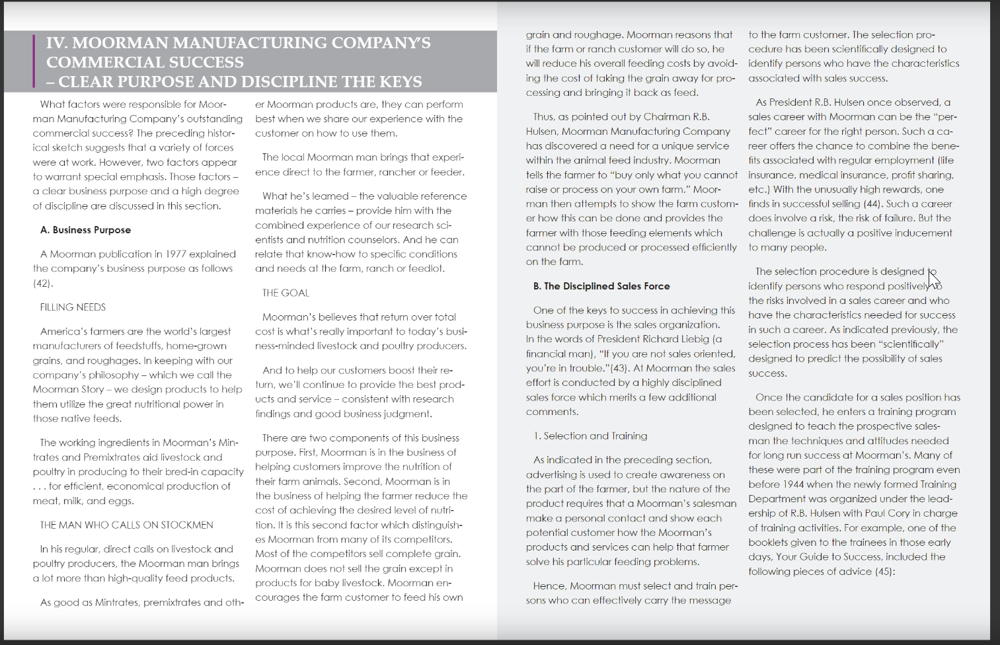 IV. MOORMAN MANUFACTURING COMPANY'S
COMMERCIAL SUCCESS
– CLEAR PURPOSE AND DISCIPLINE THE KEYS
What factors were responsible for Moor-
man Manufacturing Company's outstanding
commercial success? The preceding histor-
ical sketch suggests that a variety of forces
were at work. However, two factors appear
to warrant special emphasis. Those factors –
a clear business purpose and a high degree
of discipline are discussed in this section.
A. Business Purpose
A Moorman publication in 1977 explained
the company's business purpose as follows
(42).
FILLING NEEDS
America's farmers are the world's largest
manufacturers of feedstuffs, home-grown
grains, and roughages. In keeping with our
company's philosophy – which we call the
Moorman Story – we design products to help
them utilize the great nutritional power in
those native feeds.
The working ingredients in Moorman's Min-
trates and Premixtrates aid livestock and
poultry in producing to their bred-in capacity
. . . for efficient, economical production of
meat, milk, and eggs.
THE MAN WHO CALLS ON STOCKMEN
In his regular, direct calls on livestock and
poultry producers, the Moorman man brings
a lot more than high-quality feed products.
As good as Mintrates, premixtrates and oth-
er Moorman products are, they can perform
best when we share our experience with the
customer on how to use them.
The local Moorman man brings that experi-
ence direct to the farmer, rancher or feeder.
What he's learned – the valuable reference
materials he carries – provide him with the
combined experience of our research sci-
entists and nutrition counselors. And he can
relate that know-how to specific conditions
and needs at the farm, ranch or feedlot.
THE GOAL
Moorman's believes that return over total
cost is what's really important to today's busi-
ness-minded livestock and poultry producers.
And to help our customers boost their re-
turn, we'll continue to provide the best prod-
ucts and service – consistent with research
findings and good business judgment.
There are two components of this business
purpose. First, Moorman is in the business of
helping customers improve the nutrition of
their farm animals. Second, Moorman is in
the business of helping the farmer reduce the
cost of achieving the desired level of nutri-
tion. It is this second factor which distinguish-
es Moorman from many of its competitors.
Most of the competitors sell complete grain.
Moorman does not sell the grain except in
products for baby livestock. Moorman en-
courages the farm customer to feed his own
grain and roughage. Moorman reasons that
if the farm or ranch customer will do so, he
will reduce his overall feeding costs by avoid-
ing the cost of taking the grain away for pro-
cessing and bringing it back as feed.
Thus, as pointed out by Chairman R.B.
Hulsen, Moorman Manufacturing Company
has discovered a need for a unique service
within the animal feed industry. Moorman
tells the farmer to “buy only what you cannot
raise or process on your own farm.” Moor-
man then attempts to show the farm custom-
er how this can be done and provides the
farmer with those feeding elements which
cannot be produced or processed efficiently
on the farm.
B. The Disciplined Sales Force
One of the keys to success in achieving this
business purpose is the sales organization.
In the words of President Richard Liebig (a
financial man), “If you are not sales oriented,
you're in trouble.”(43). At Moorman the sales
effort is conducted by a highly disciplined
sales force which merits a few additional
comments.
1. Selection and Training
As indicated in the preceding section,
advertising is used to create awareness on
the part of the farmer, but the nature of the
product requires that a Moorman's salesman
make a personal contact and show each
potential customer how the Moorman's
products and services can help that farmer
solve his particular feeding problems.
Hence, Moorman must select and train per-
sons who can effectively carry the message
to the farm customer. The selection pro-
cedure has been scientifically designed to
identify persons who have the characteristics
associated with sales success.
As President R.B. Hulsen once observed, a
sales career with Moorman can be the “per-
fect” career for the right person. Such a ca-
reer offers the chance to combine the bene-
fits associated with regular employment (life
insurance, medical insurance, profit sharing,
etc.) With the unusually high rewards, one
finds in successful selling (44). Such a career
does involve a risk, the risk of failure. But the
challenge is actually a positive inducement
to many people.
The selection procedure is designed to
identify persons who respond positively to
the risks involved in a sales career and who
have the characteristics needed for success
in such a career. As indicated previously, the
selection process has been “scientifically”
designed to predict the possibility of sales
success.
Once the candidate for a sales position has
been selected, he enters a training program
designed to teach the prospective sales-
man the techniques and attitudes needed
for long run success at Moorman's. Many of
these were part of the training program even
before 1944 when the newly formed Training
Department was organized under the lead-
ership of R.B. Hulsen with Paul Cory in charge
of training activities. For example, one of the
booklets given to the trainees in those early
days, Your Guide to Success, included the
following pieces of advice (45):